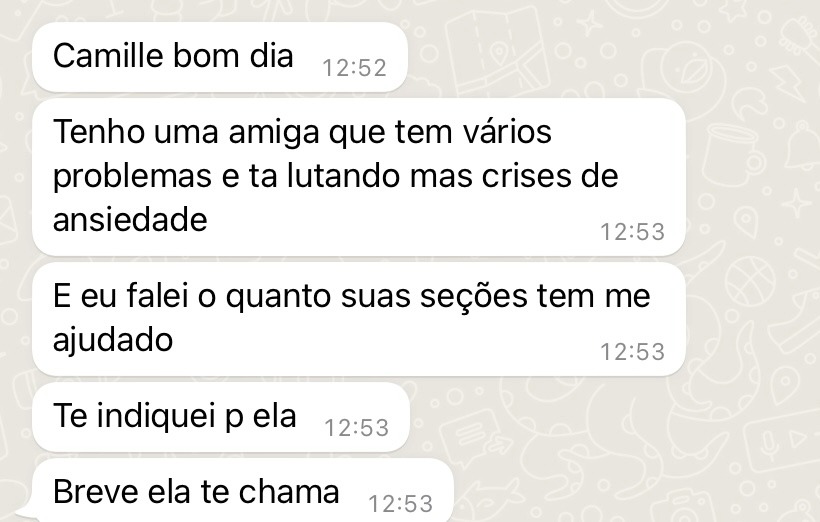 Camille bom dia 12:52
Tenho uma amiga que tem vários
problemas e ta lutando mas crises de
ansiedade 12:53
E eu falei o quanto suas seções tem me
ajudado 12:53
Te indiquei p ela 12:53
Breve ela te chama 12:53